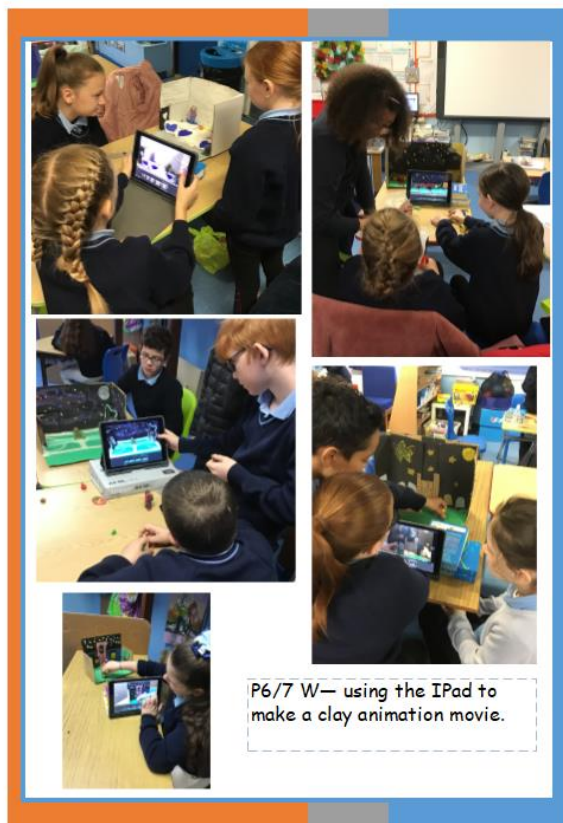 P6/7 W— using the IPad to
make a clay animation movie.